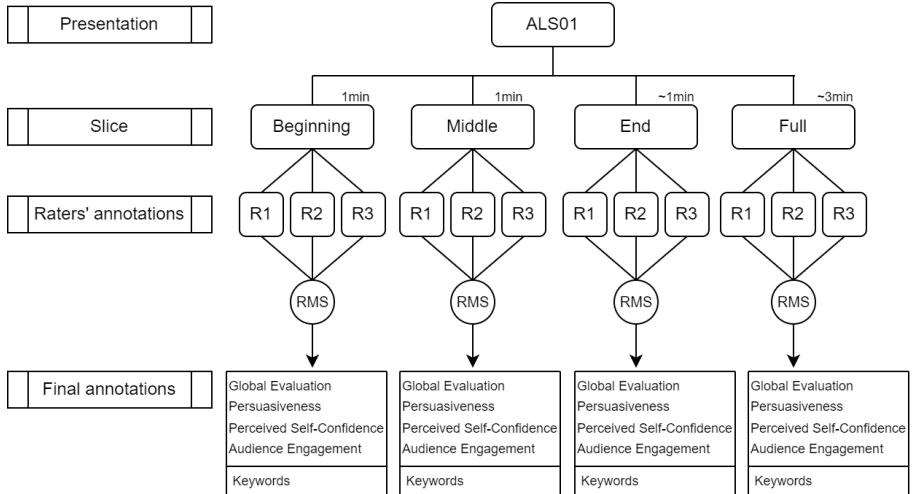 Presentation
ALS01
1min
1min
~1min
~3min
Slice
Beginning
Middle
End
Full
Raters' annotations
R1
R2
R3
R1
R2
R3
R1
R2
R3
R1
R2
R3
RMS
RMS
RMS
RMS
Final annotations
Global Evaluation
Persuasiveness
Perceived Self-Confidence
Audience Engagement
Keywords
Global Evaluation
Persuasiveness
Perceived Self-Confidence
Audience Engagement
Keywords
Global Evaluation
Persuasiveness
Perceived Self-Confidence
Audience Engagement
Keywords
Global Evaluation
Persuasiveness
Perceived Self-Confidence
Audience Engagement
Keywords